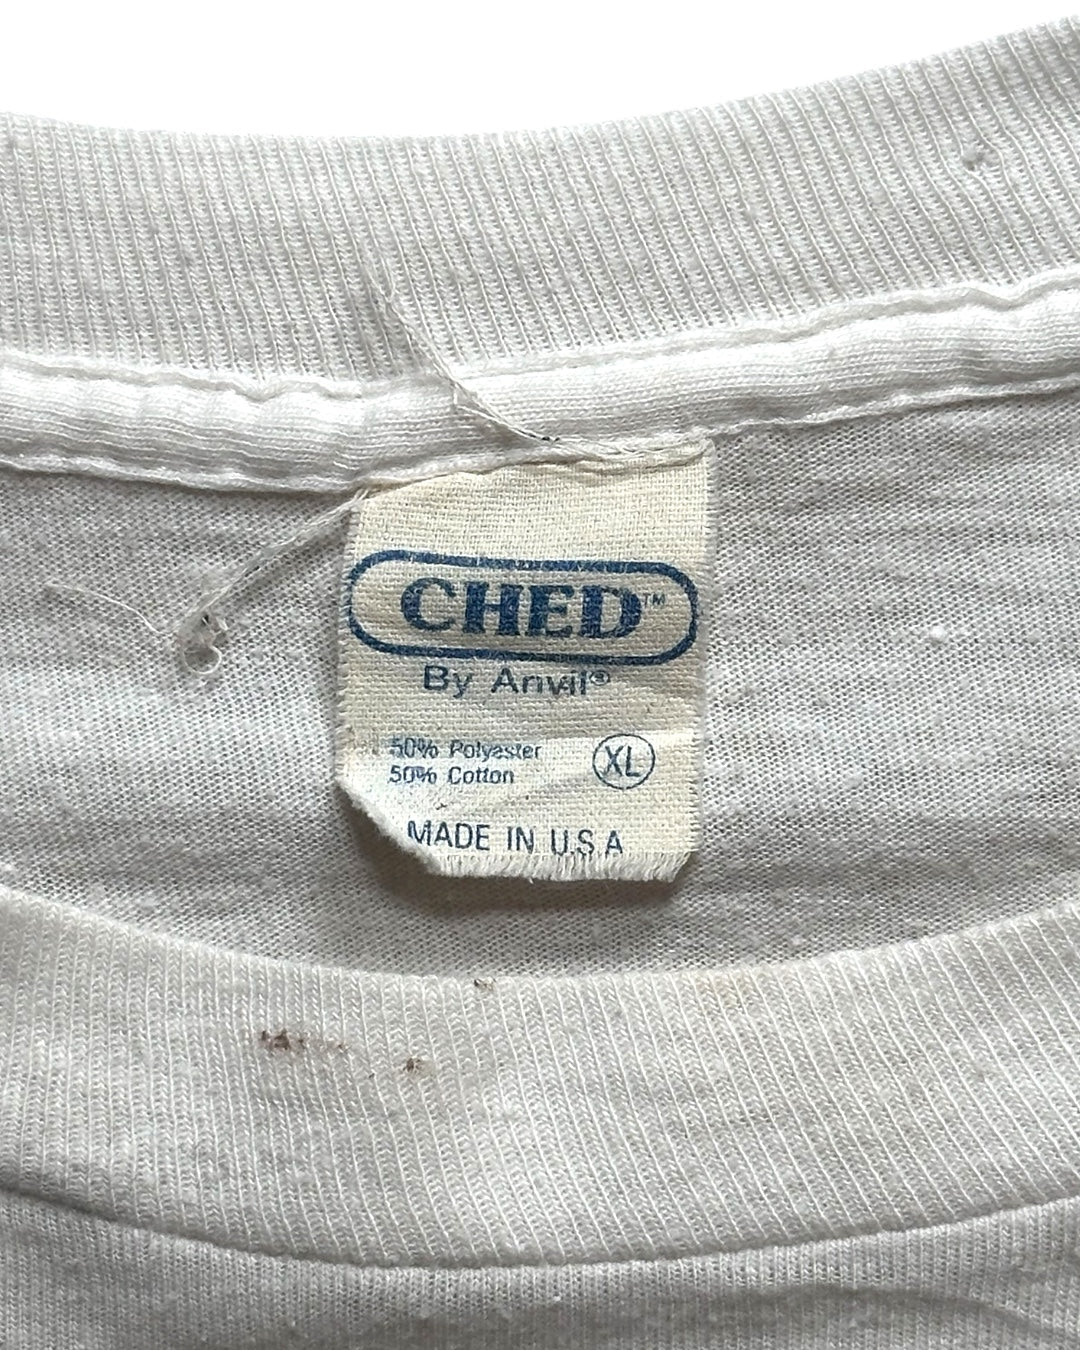 CHED™
By Anvil®
50% Polyester
50% Cotton
XL
MADE IN U.S.A